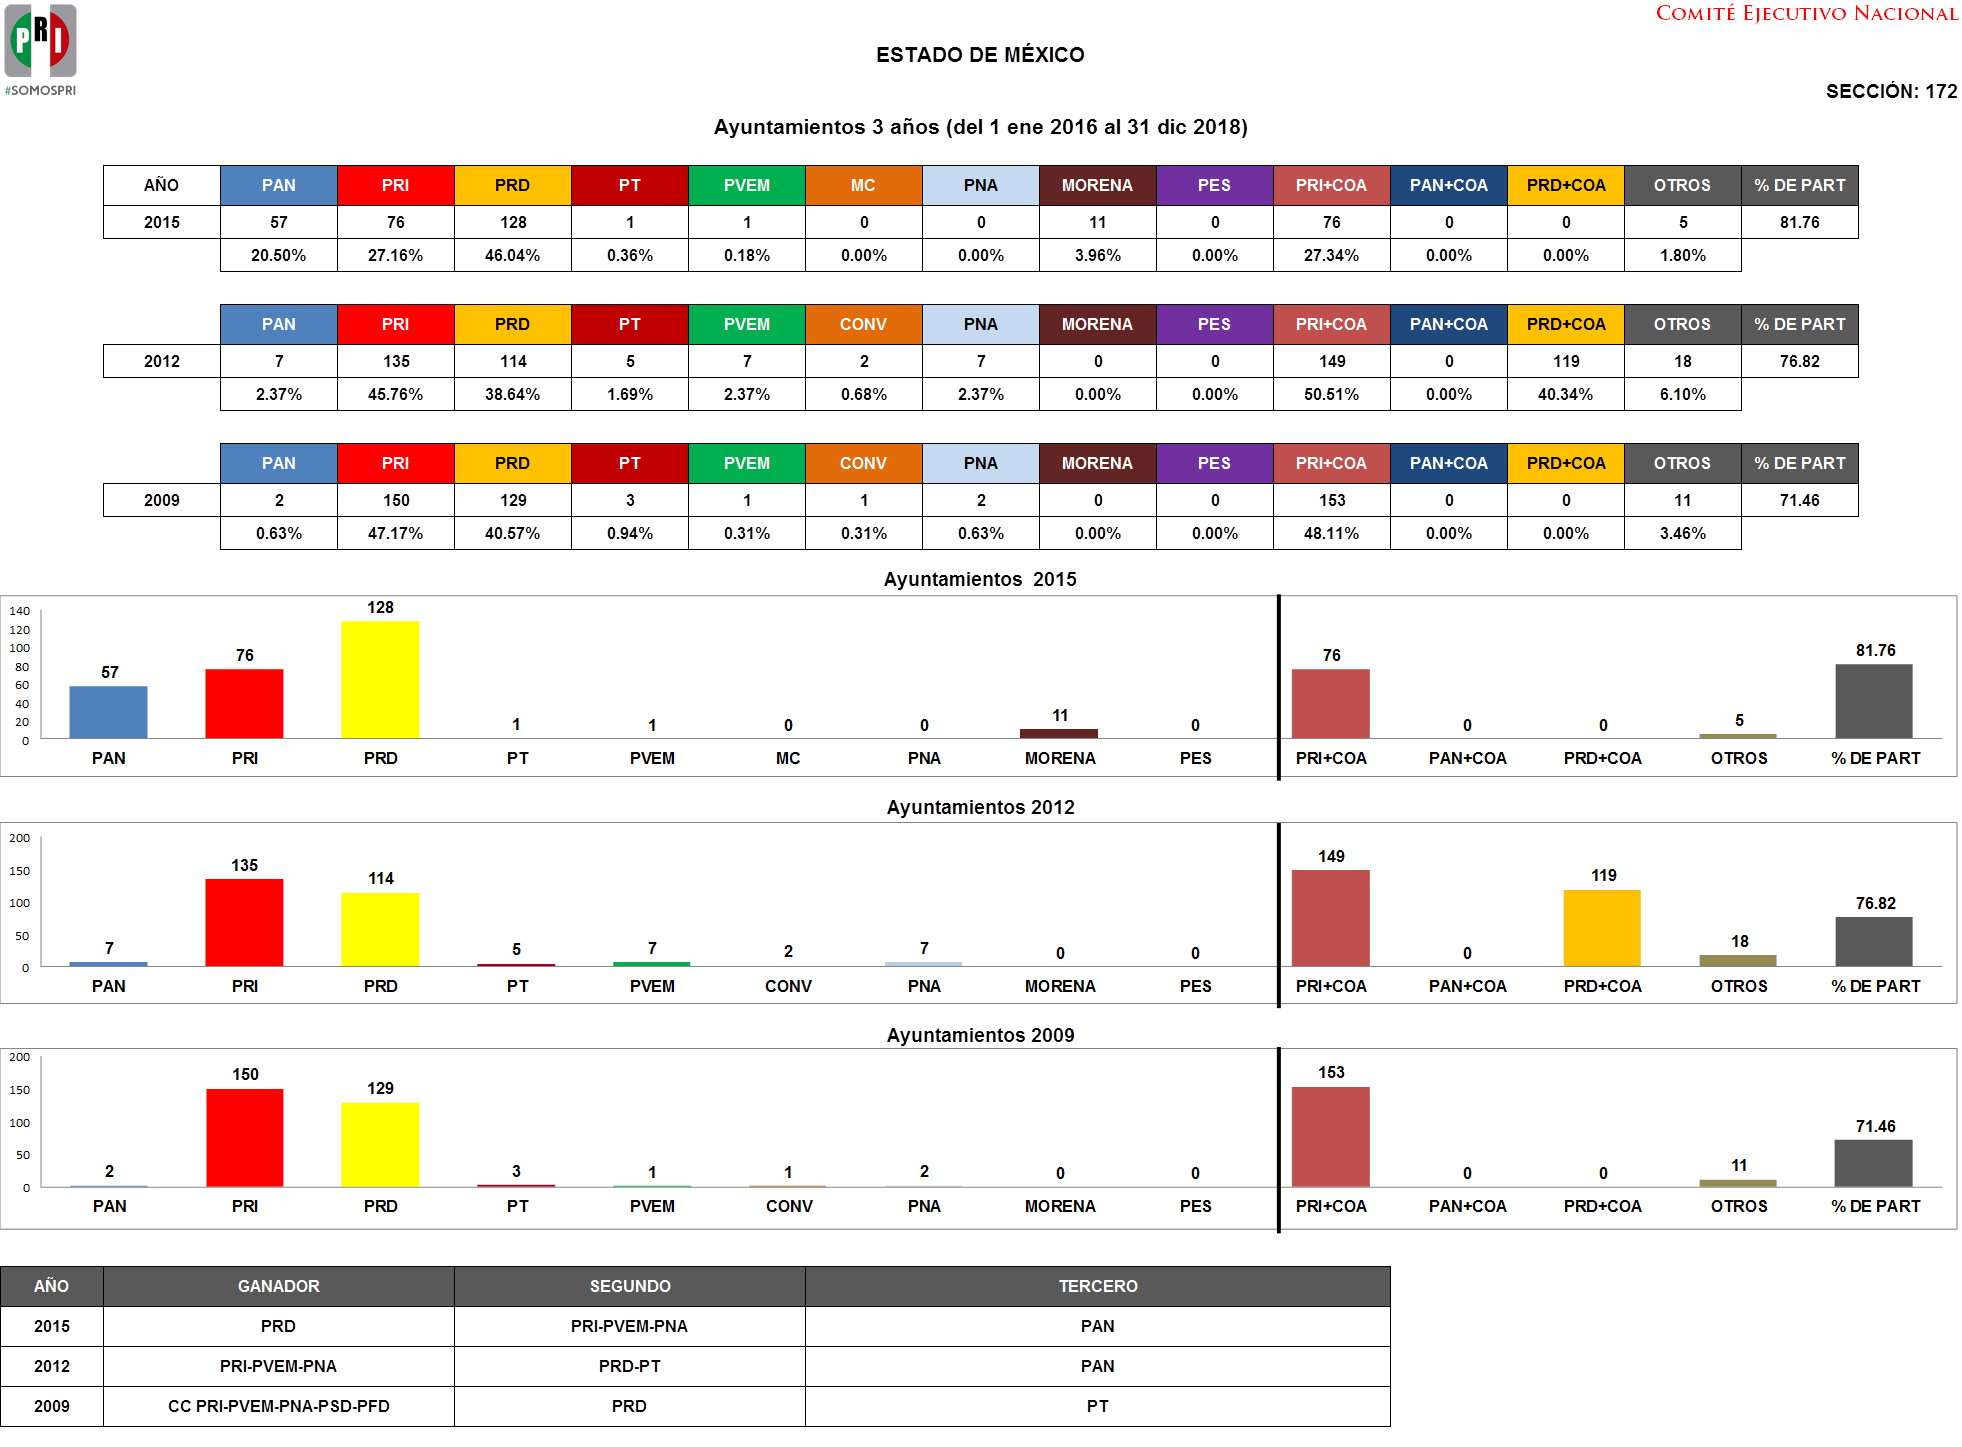 PRI
#SOMOSPRI
COMITÉ EJECUTIVO NACIONAL
ESTADO DE MÉXICO
SECCIÓN: 172
Ayuntamientos 3 años (del 1 ene 2016 al 31 dic 2018)
AÑO PAN PRI PRD PT PVEM MC PNA MORENA PES PRI+COA PAN+COA PRD+COA OTROS % DE PART
2015 57 76 128 1 1 0 0 11 0 76 0 0 5 81.76
20.50% 27.16% 46.04% 0.36% 0.18% 0.00% 0.00% 3.96% 0.00% 27.34% 0.00% 0.00% 1.80%
PAN PRI PRD PT PVEM CONV PNA MORENA PES PRI+COA PAN+COA PRD+COA OTROS % DE PART
2012 7 135 114 5 7 2 7 0 0 149 0 119 18 76.82
2.37% 45.76% 38.64% 1.69% 2.37% 0.68% 2.37% 0.00% 0.00% 50.51% 0.00% 40.34% 6.10%
PAN PRI PRD PT PVEM CONV PNA MORENA PES PRI+COA PAN+COA PRD+COA OTROS % DE PART
2009 2 150 129 3 1 1 2 0 0 153 0 0 11 71.46
0.63% 47.17% 40.57% 0.94% 0.31% 0.31% 0.63% 0.00% 0.00% 48.11% 0.00% 0.00% 3.46%
Ayuntamientos 2015
140
120
100
80
60
40
20
0
57 76 128 1 1 0 0 11 0 76 0 0 5 81.76
PAN PRI PRD PT PVEM MC PNA MORENA PES PRI+COA PAN+COA PRD+COA OTROS % DE PART
Ayuntamientos 2012
200
150
100
50
0
7 135 114 5 7 2 7 0 0 149 0 119 18 76.82
PAN PRI PRD PT PVEM CONV PNA MORENA PES PRI+COA PAN+COA PRD+COA OTROS % DE PART
Ayuntamientos 2009
200
150
100
50
0
2 150 129 3 1 1 2 0 0 153 0 0 11 71.46
PAN PRI PRD PT PVEM CONV PNA MORENA PES PRI+COA PAN+COA PRD+COA OTROS % DE PART
AÑO GANADOR SEGUNDO TERCERO
2015 PRD PRI-PVEM-PNA PAN
2012 PRI-PVEM-PNA PRD-PT PAN
2009 CC PRI-PVEM-PNA-PSD-PFD PRD PT